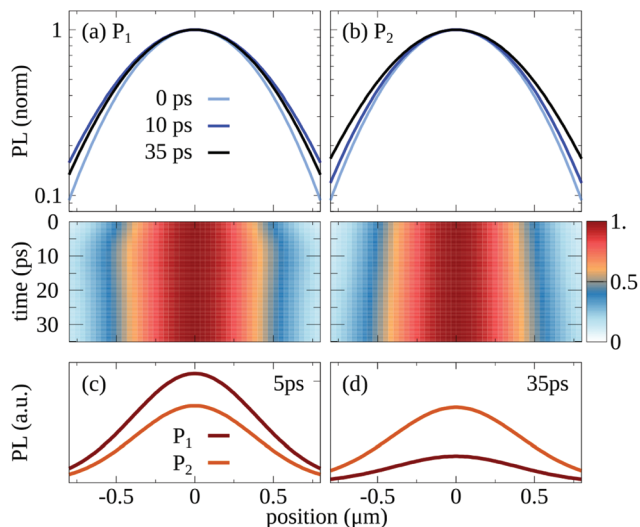 (a) P₁
(b) P₂
PL (norm)
1
0.1
0 ps
10 ps
35 ps
time (ps)
0
10
20
30
1.
0.5
0
(c)
5ps
(d)
35ps
PL (a.u.)
P₁
P₂
-0.5 0 0.5 -0.5 0 0.5
position (μm)